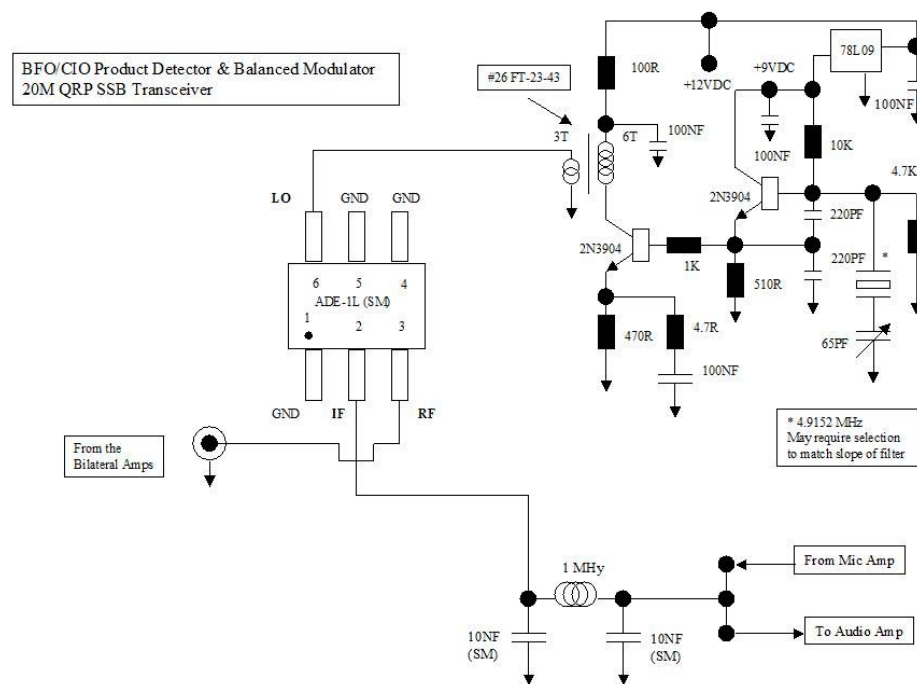 BFO/CIO Product Detector & Balanced Modulator
20M QRP SSB Transceiver
#26 FT-23-43
100R
+12VDC
+9VDC
78L09
100NF
3T
6T
100NF
100NF
10K
4.7K
LO
GND
GND
2N3904
220PF
2N3904
220PF
*
1K
510R
6
5
4
ADE-1L (SM)
1
2
3
470R
4.7R
65PF
100NF
GND
IF
RF
From the
Bilateral Amps
* 4.9152 MHz
May require selection
to match slope of filter
1 MHy
From Mic Amp
10NF
(SM)
10NF
(SM)
To Audio Amp